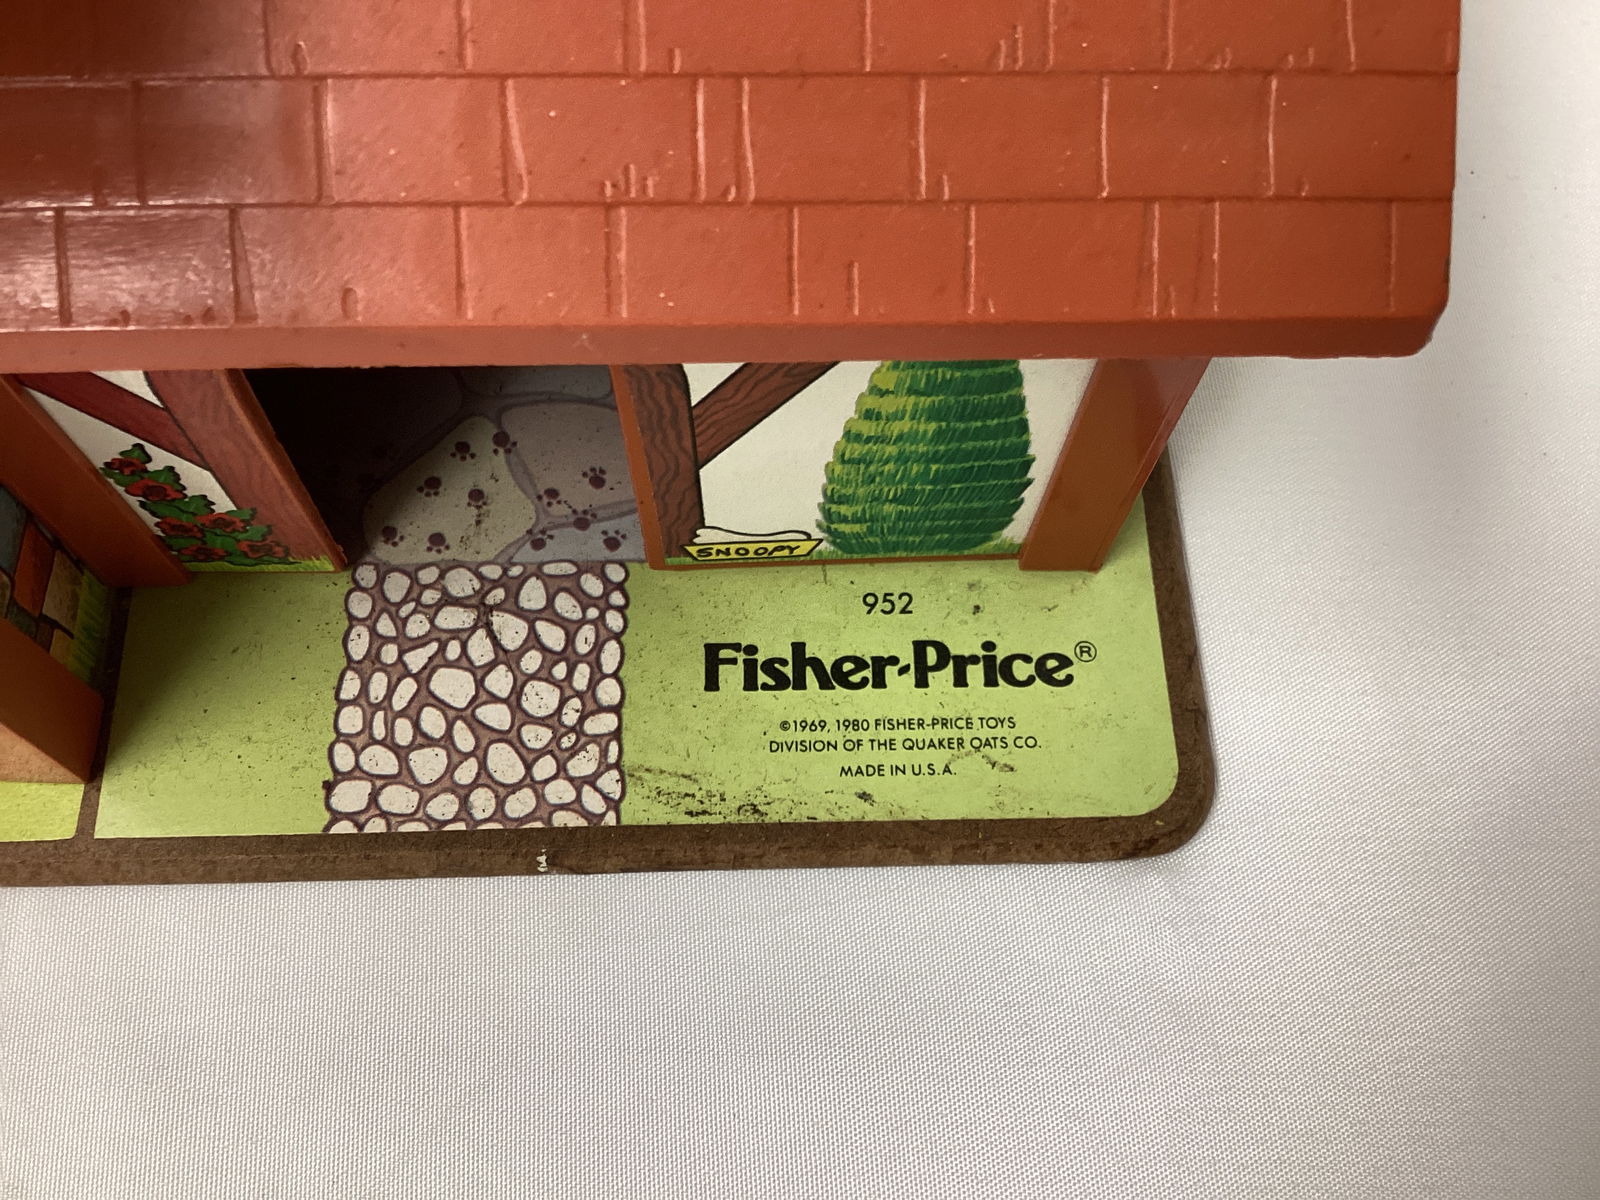 SNOOPY
952
Fisher-Price®
©1969, 1980 FISHER-PRICE TOYS
DIVISION OF THE QUAKER OATS CO.
MADE IN U.S.A.